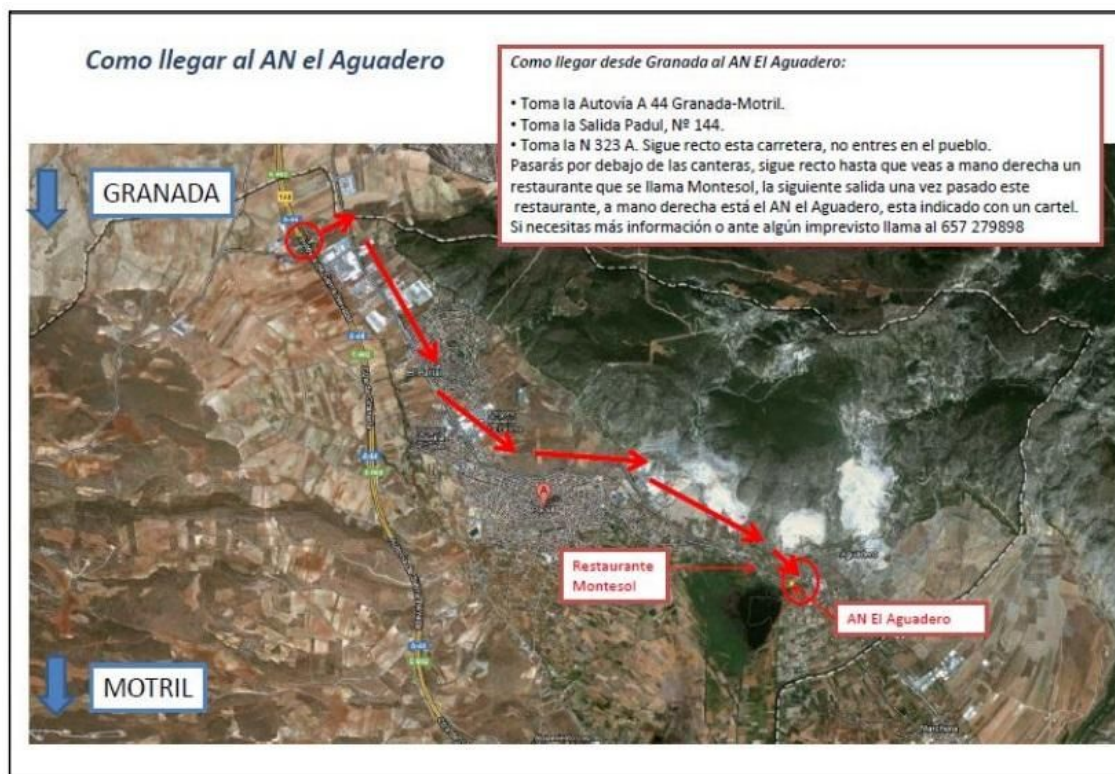 Como llegar al AN el Aguadero
Como llegar desde Granada al AN El Aguadero:
• Toma la Autovía A 44 Granada-Motril.
• Toma la Salida Padul, Nº 144.
• Toma la N 323 A. Sigue recto esta carretera, no entres en el pueblo.
Pasarás por debajo de las canteras, sigue recto hasta que veas a mano derecha un
restaurante que se llama Montesol, la siguiente salida una vez pasado este
restaurante, a mano derecha está el AN el Aguadero, esta indicado con un cartel.
Si necesitas más información o ante algún imprevisto llama al 657 279898
GRANADA
A
Padul
Aguadero
Restaurante
Montesol
AN El Aguadero
MOTRIL
Marchena